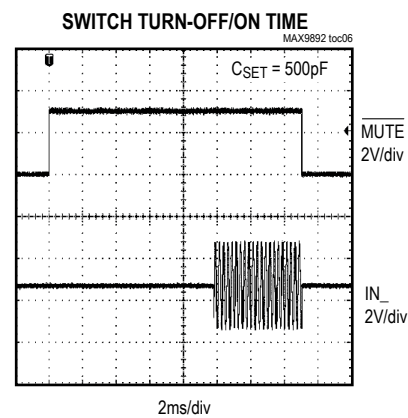 SWITCH TURN-OFF/ON TIME
MAX9892 toc06
T
CSET = 500pF
MUTE
2V/div
IN_
2V/div
2ms/div